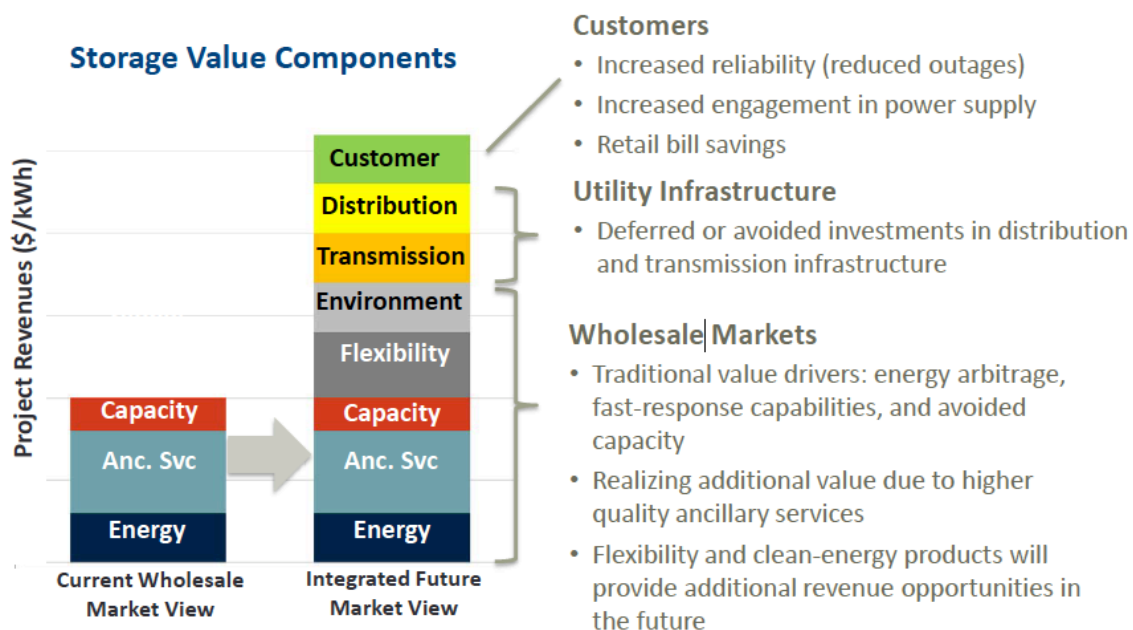 Storage Value Components
Project Revenues ($/kWh)
Capacity
Anc. Svc
Energy
Current Wholesale
Market View
Customer
Distribution
Transmission
Environment
Flexibility
Capacity
Anc. Svc
Energy
Integrated Future
Market View
Customers
• Increased reliability (reduced outages)
• Increased engagement in power supply
• Retail bill savings
Utility Infrastructure
• Deferred or avoided investments in distribution
and transmission infrastructure
Wholesale Markets
• Traditional value drivers: energy arbitrage,
fast-response capabilities, and avoided
capacity
• Realizing additional value due to higher
quality ancillary services
• Flexibility and clean-energy products will
provide additional revenue opportunities in
the future